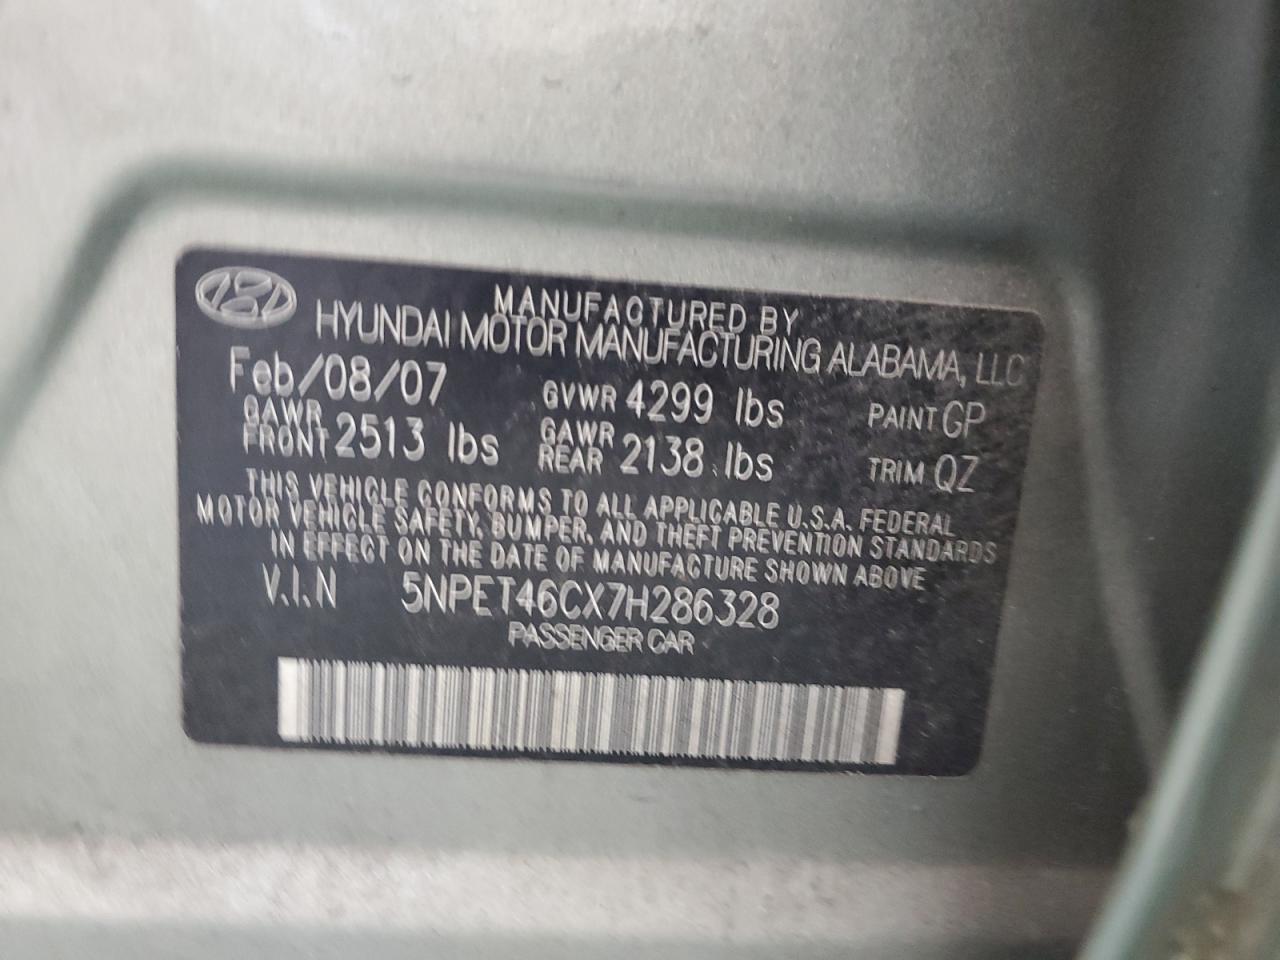 MANUFACTURED BY
HYUNDAI MOTOR MANUFACTURING ALABAMA, LLC
Feb/08/07 GVWR 4299 lbs PAINT GP
GAWR FRONT 2513 lbs GAWR REAR 2138 lbs TRIM QZ
THIS VEHICLE CONFORMS TO ALL APPLICABLE U.S.A. FEDERAL
MOTOR VEHICLE SAFETY, BUMPER, AND THEFT PREVENTION STANDARDS
IN EFFECT ON THE DATE OF MANUFACTURE SHOWN ABOVE
V.I.N 5NPET46CX7H286328
PASSENGER CAR